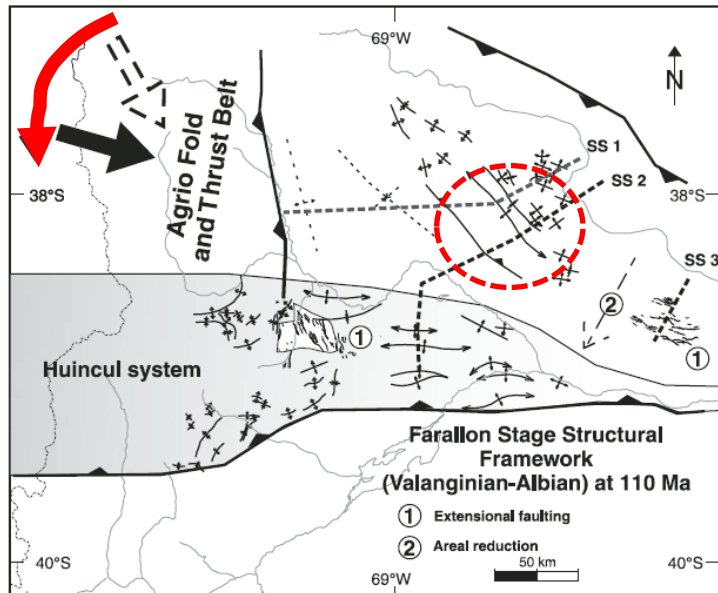 69°W
N
SS 1
38°S
38°S
SS 2
Agrio Fold
and Thrust Belt
SS 3
2
1
1
Huincul system
Farallon Stage Structural
Framework
(Valanginian-Albian) at 110 Ma
1 Extensional faulting
2 Areal reduction
40°S
40°S
69°W
50 km